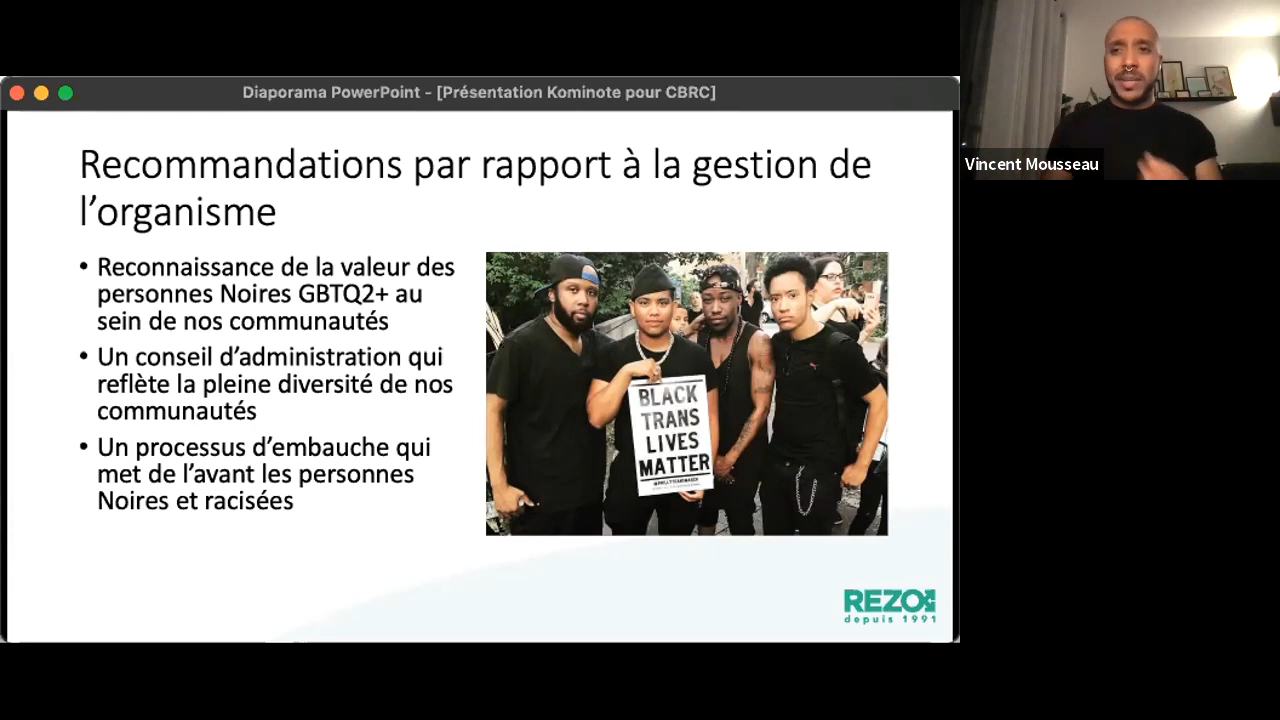 Diaporama PowerPoint - [Présentation Kominote pour CBRC]
Vincent Mousseau
Recommandations par rapport à la gestion de
l’organisme
• Reconnaissance de la valeur des
personnes Noires GBTQ2+ au
sein de nos communautés
• Un conseil d’administration qui
reflète la pleine diversité de nos
communautés
• Un processus d’embauche qui
met de l’avant les personnes
Noires et racisées
BLACK
TRANS
LIVES
MATTER
REZO
depuis 1991